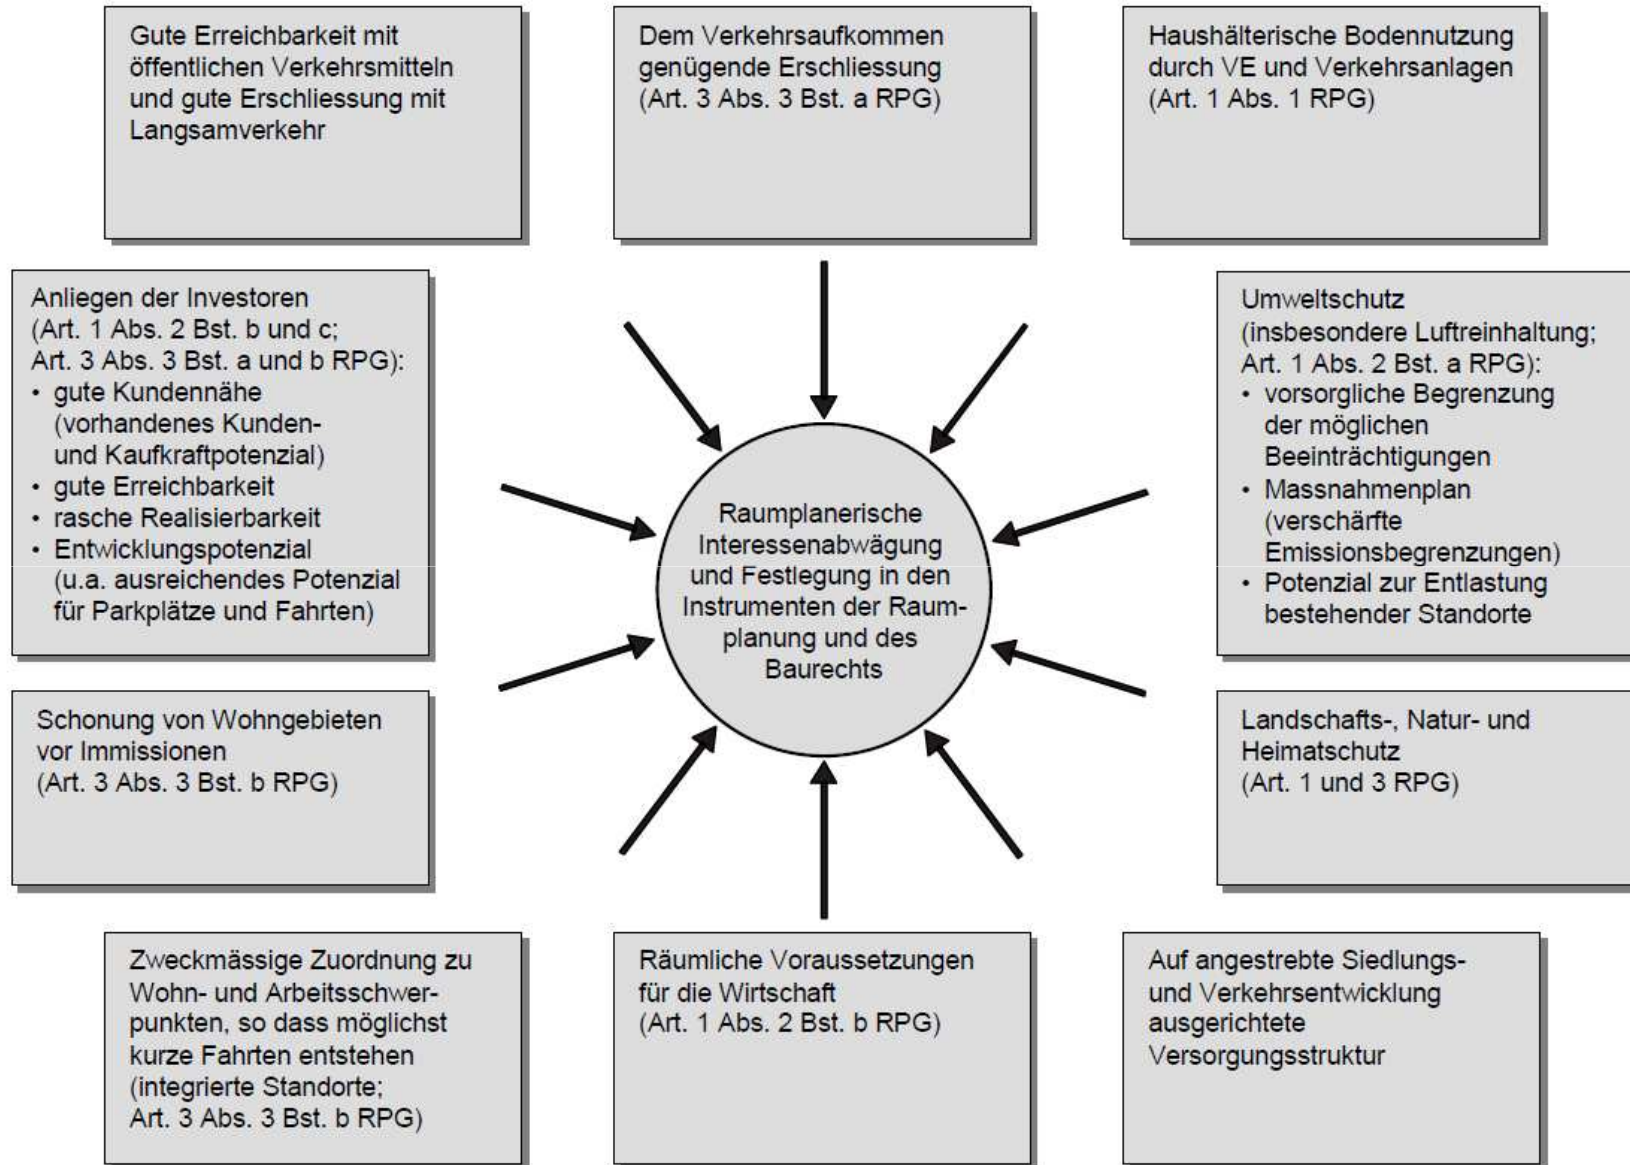 Gute Erreichbarkeit mit
öffentlichen Verkehrsmitteln
und gute Erschliessung mit
Langsamverkehr
Dem Verkehrsaufkommen
genügende Erschliessung
(Art. 3 Abs. 3 Bst. a RPG)
Haushälterische Bodennutzung
durch VE und Verkehrsanlagen
(Art. 1 Abs. 1 RPG)
Anliegen der Investoren
(Art. 1 Abs. 2 Bst. b und c;
Art. 3 Abs. 3 Bst. a und b RPG):
• gute Kundennähe
(vorhandenes Kunden-
und Kaufkraftpotenzial)
• gute Erreichbarkeit
• rasche Realisierbarkeit
• Entwicklungspotenzial
(u.a. ausreichendes Potenzial
für Parkplätze und Fahrten)
Raumplanerische
Interessenabwägung
und Festlegung in den
Instrumenten der Raum-
planung und des
Baurechts
Umweltschutz
(insbesondere Luftreinhaltung;
Art. 1 Abs. 2 Bst. a RPG):
• vorsorgliche Begrenzung
der möglichen
Beeinträchtigungen
• Massnahmenplan
(verschärfte
Emissionsbegrenzungen)
• Potenzial zur Entlastung
bestehender Standorte
Schonung von Wohngebieten
vor Immissionen
(Art. 3 Abs. 3 Bst. b RPG)
Landschafts-, Natur- und
Heimatschutz
(Art. 1 und 3 RPG)
Zweckmässige Zuordnung zu
Wohn- und Arbeitsschwer-
punkten, so dass möglichst
kurze Fahrten entstehen
(integrierte Standorte;
Art. 3 Abs. 3 Bst. b RPG)
Räumliche Voraussetzungen
für die Wirtschaft
(Art. 1 Abs. 2 Bst. b RPG)
Auf angestrebte Siedlungs-
und Verkehrsentwicklung
ausgerichtete
Versorgungsstruktur